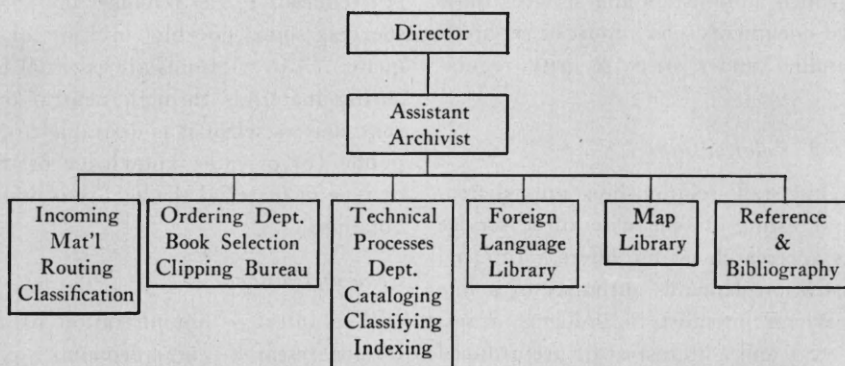 Director
Assistant
Archivist
Incoming
Mat'l
Routing
Classification
Ordering Dept.
Book Selection
Clipping Bureau
Technical
Processes
Dept.
Cataloging
Classifying
Indexing
Foreign
Language
Library
Map
Library
Reference
&
Bibliography